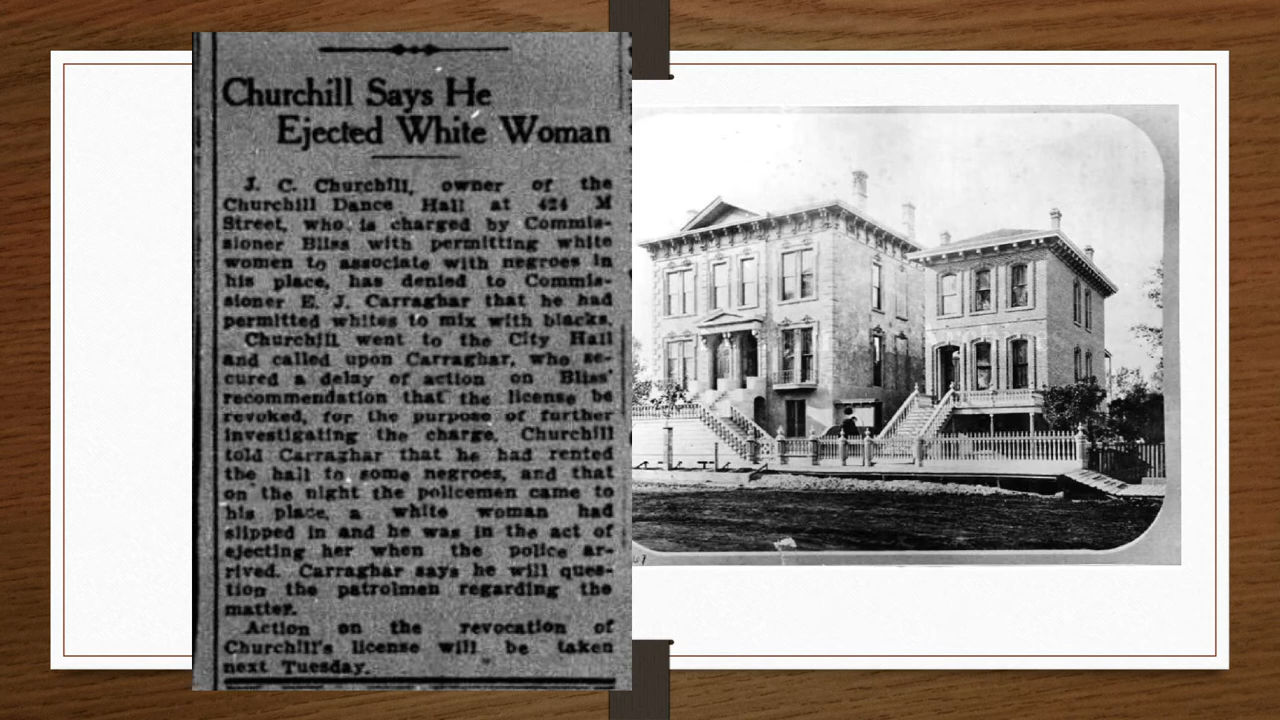 Churchill Says He
Ejected White Woman
J. C. Churchill, owner of the
Churchill Dance Hall at 424 M
Street, who is charged by Commis-
sioner Bliss with permitting white
women to associate with negroes in
his place, has denied to Commis-
sioner E. J. Carraghar that he had
permitted whites to mix with blacks.
Churchill went to the City Hall
and called upon Carraghar, who se-
cured a delay of action on Bliss'
recommendation that the license be
revoked, for the purpose of further
investigating the charge. Churchill
told Carraghar that he had rented
the hall to some negroes, and that
on the night the policemen came to
his place, a white woman had
slipped in and he was in the act of
ejecting her when the police ar-
rived. Carraghar says he will ques-
tion the patrolmen regarding the
matter.
Action on the revocation of
Churchill's license will be taken
next Tuesday.